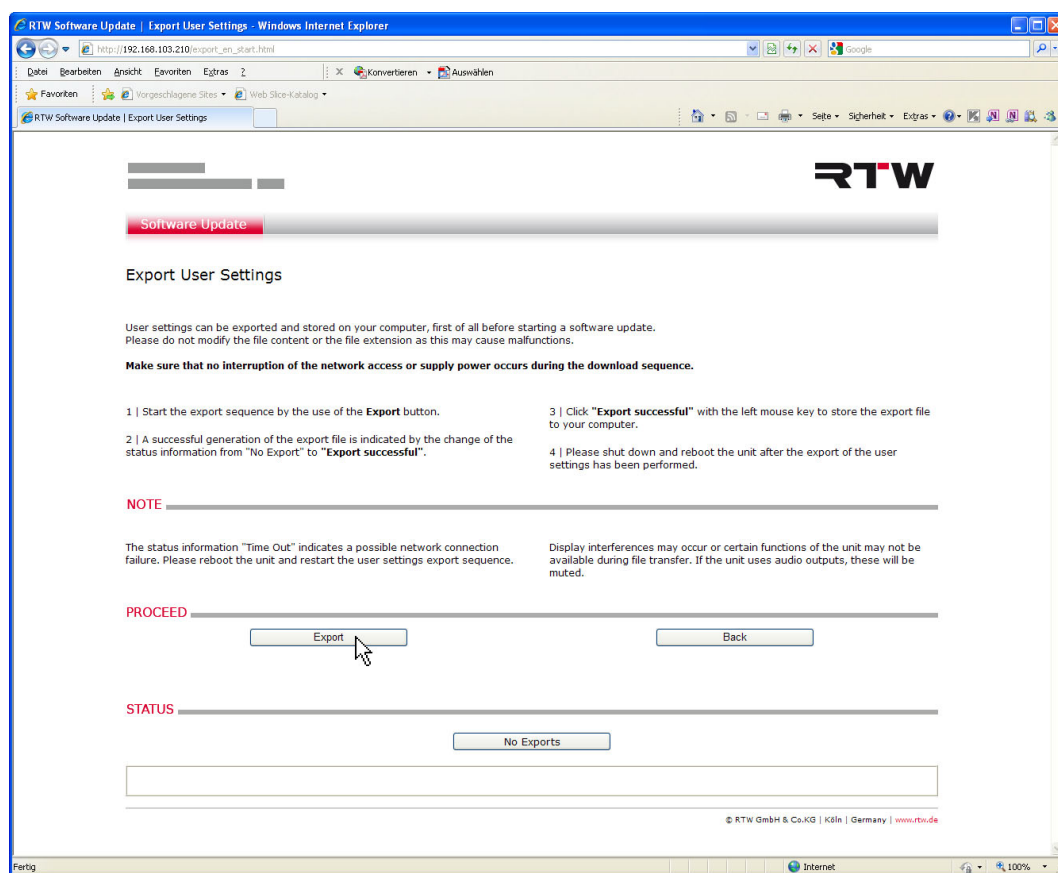 RTW Software Update | Export User Settings - Windows Internet Explorer
http://192.168.103.210/export_en_start.html
Google
Datei Bearbeiten Ansicht Favoriten Extras ?
X Konvertieren Auswählen
Favoriten Vorgeschlagene Sites Web Slice-Katalog
RTW Software Update | Export User Settings
Seite Sicherheit Extras
RTW
Software Update
Export User Settings
User settings can be exported and stored on your computer, first of all before starting a software update.
Please do not modify the file content or the file extension as this may cause malfunctions.
Make sure that no interruption of the network access or supply power occurs during the download sequence.
1 | Start the export sequence by the use of the Export button.
2 | A successful generation of the export file is indicated by the change of the
status information from "No Export" to "Export successful".
3 | Click "Export successful" with the left mouse key to store the export file
to your computer.
4 | Please shut down and reboot the unit after the export of the user
settings has been performed.
NOTE
The status information "Time Out" indicates a possible network connection
failure. Please reboot the unit and restart the user settings export sequence.
Display interferences may occur or certain functions of the unit may not be
available during file transfer. If the unit uses audio outputs, these will be
muted.
PROCEED
Export
Back
STATUS
No Exports
© RTW GmbH & Co.KG | Köln | Germany | www.rtw.de
Fertig
Internet
100%